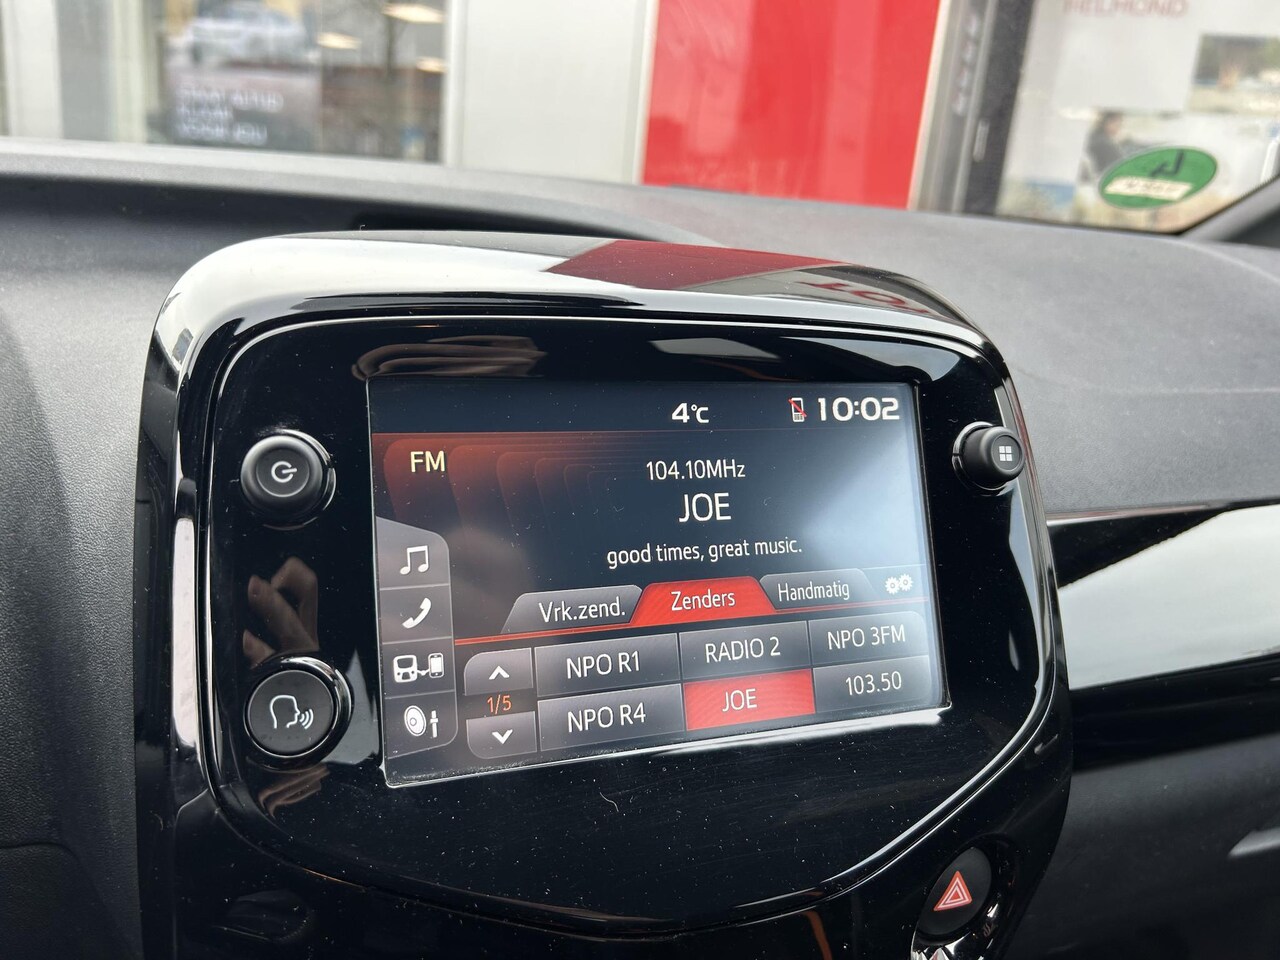 HELMOND
4°C
10:02
FM
104.10MHz
JOE
good times, great music.
Vrk.zend.
Zenders
Handmatig
1/5
NPO R1
RADIO 2
NPO 3FM
NPO R4
JOE
103.50